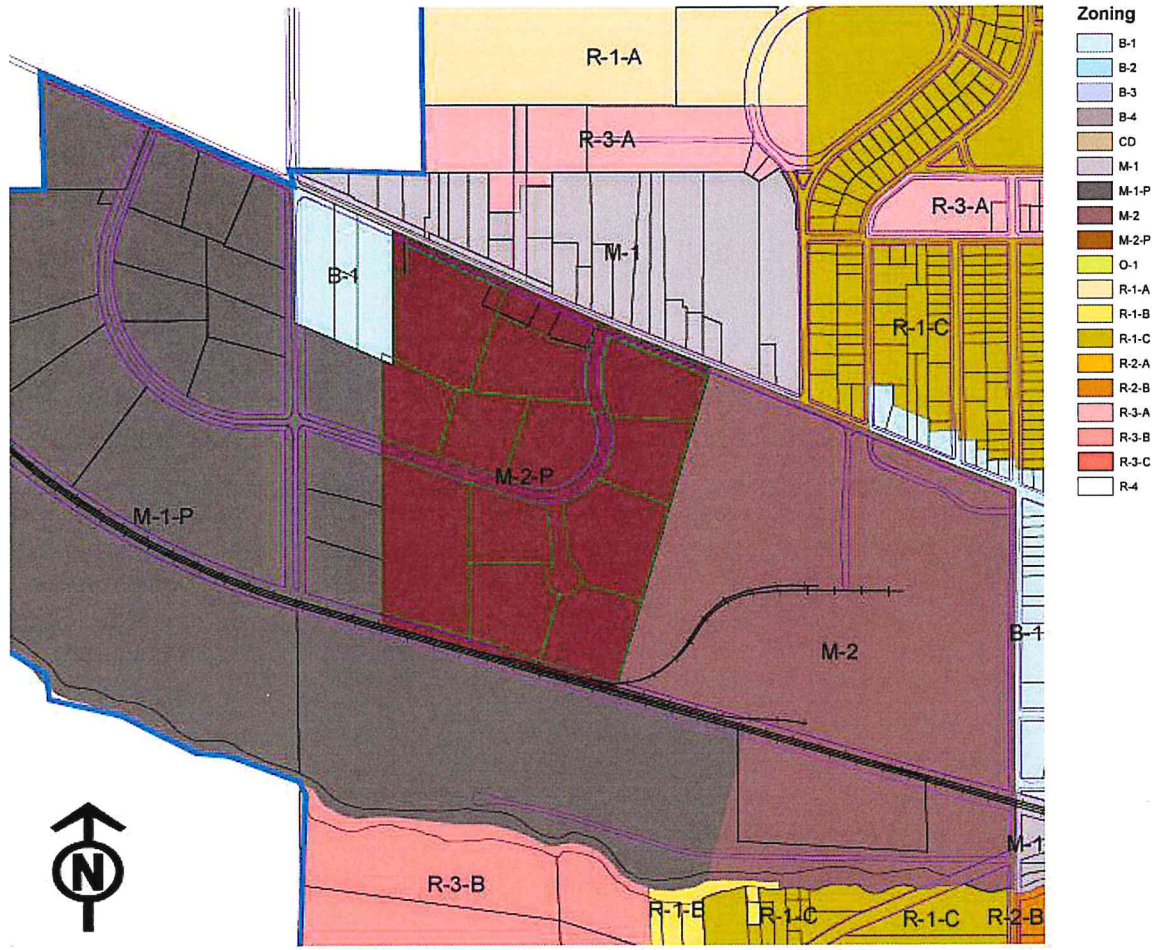 Zoning
B-1
B-2
B-3
B-4
CD
M-1
M-1-P
M-2
M-2-P
O-1
R-1-A
R-1-B
R-1-C
R-2-A
R-2-B
R-3-A
R-3-B
R-3-C
R-4
R-1-A
R-3-A
R-3-A
M-1
B-1
R-1-C
M-2-P
M-1-P
B-1
M-2
M-1
R-3-B
R-1-B
R-1-C
R-1-C
R-2-B
N